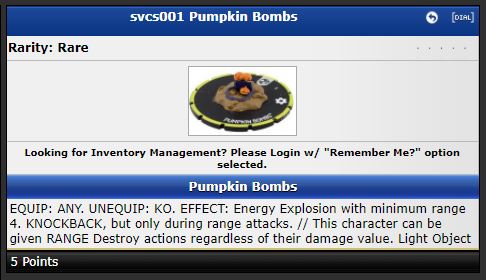 svcs001 Pumpkin Bombs
[DIAL]
Rarity: Rare
PUMPKIN BOMBS
Looking for Inventory Management? Please Login w/ "Remember Me?" option
selected.
Pumpkin Bombs
EQUIP: ANY. UNEQUIP: KO. EFFECT: Energy Explosion with minimum range
4. KNOCKBACK, but only during range attacks. // This character can be
given RANGE Destroy actions regardless of their damage value. Light Object
5 Points